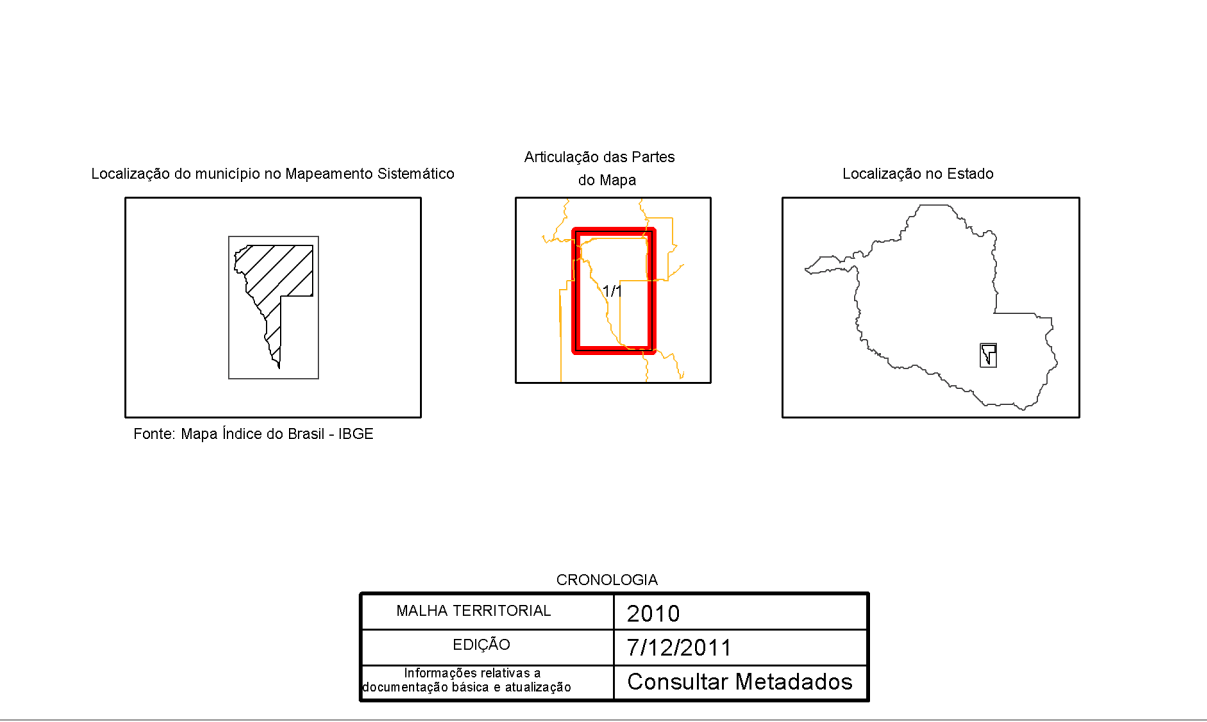 Localização do município no Mapeamento Sistemático
Articulação das Partes
do Mapa
Localização no Estado
1/1
Fonte: Mapa Índice do Brasil - IBGE
CRONOLOGIA
MALHA TERRITORIAL 2010
EDIÇÃO 7/12/2011
Informações relativas a
documentação básica e atualização
Consultar Metadados